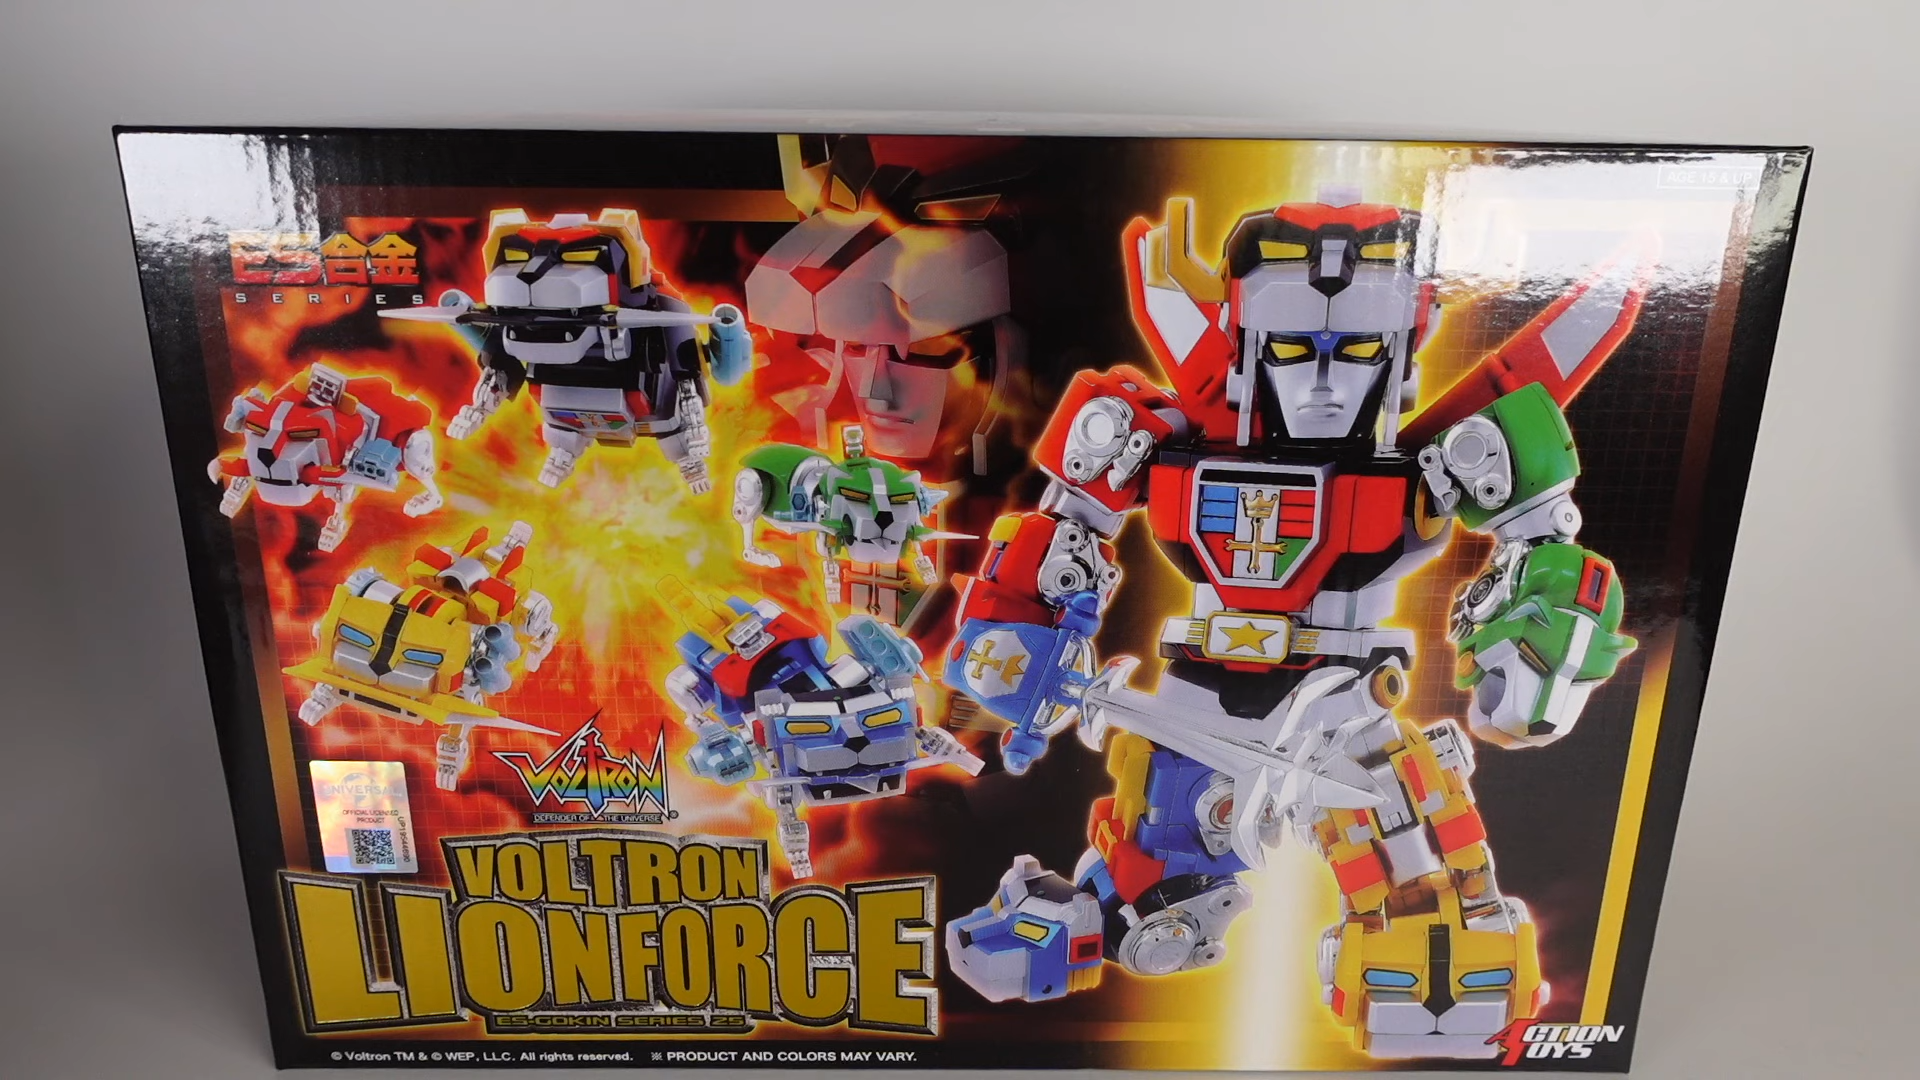 AGE 15 & UP
ES合金
SERIES
UNIVERSAL
OFFICIAL LICENSED
PRODUCT
VOLTRON
DEFENDER OF THE UNIVERSE
®
VOLTRON
LIONFORCE
ES-GOKIN SERIES 25
© Voltron TM & © WEP, LLC. All rights reserved. ※ PRODUCT AND COLORS MAY VARY.
ACTION
TOYS